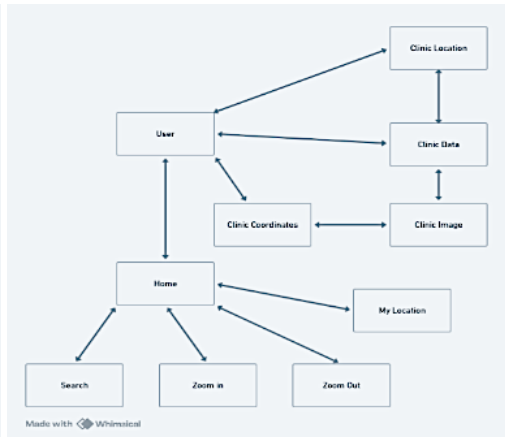 Clinic Location
User
Clinic Data
Clinic Coordinates
Clinic Image
Home
My Location
Search
Zoom in
Zoom Out
Made with Whimsical